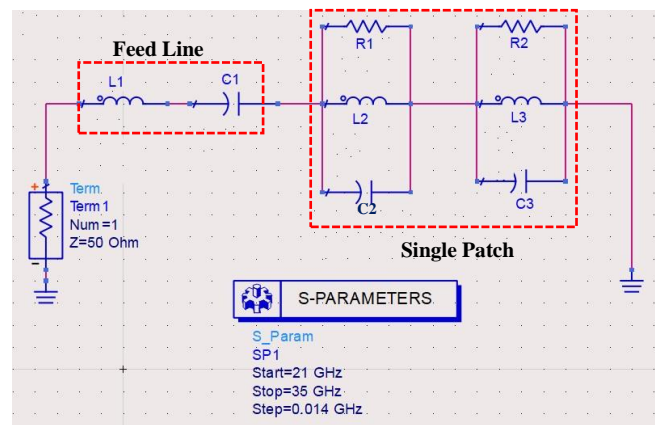 Feed Line
L1
C1
R1
L2
C2
R2
L3
C3
Single Patch
+
Term
Term1
Num=1
Z=50 Ohm
-
S-PARAMETERS
S_Param
SP1
Start=21 GHz
Stop=35 GHz
Step=0.014 GHz